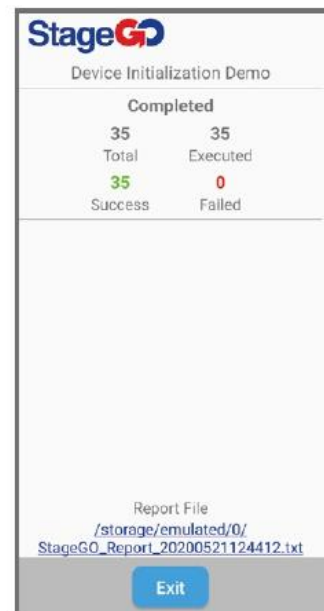 StageGO
Device Initialization Demo
Completed
35 35
Total Executed
35 0
Success Failed
Report File
/storage/emulated/0/
StageGO_Report_20200521124412.txt
Exit